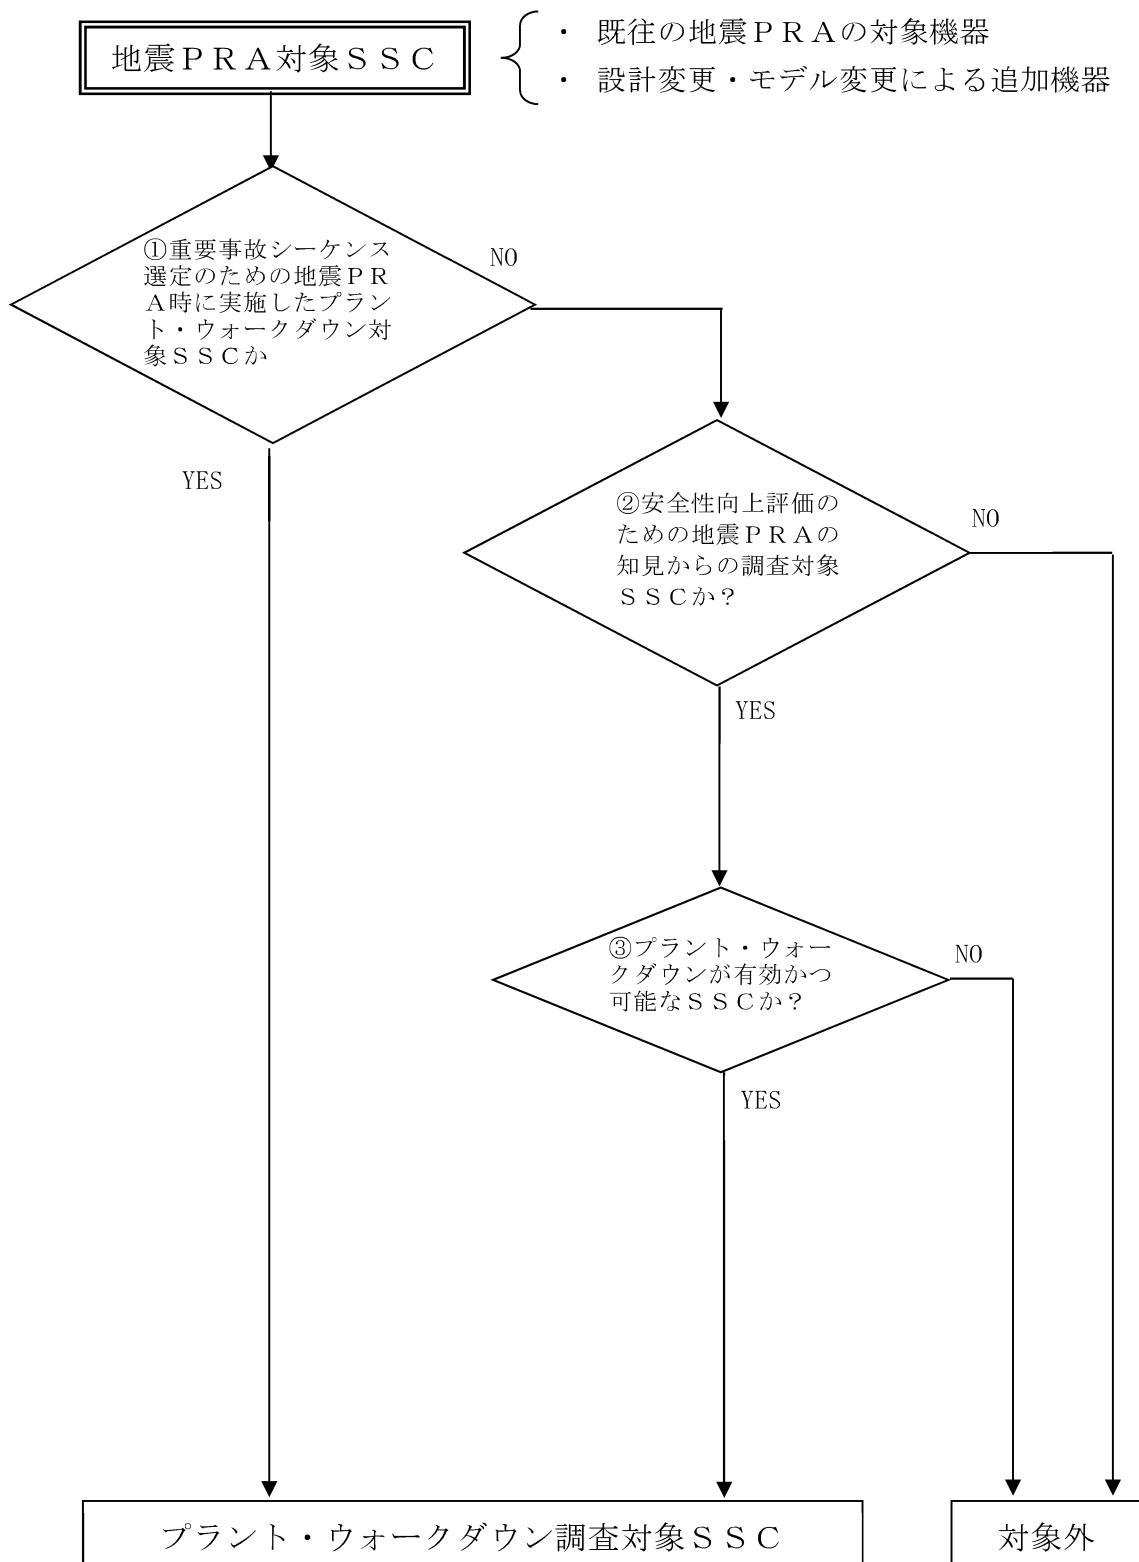 地震ＰＲＡ対象ＳＳＣ
・ 既往の地震ＰＲＡの対象機器
・ 設計変更・モデル変更による追加機器
①重要事故シーケンス
選定のための地震ＰＲ
Ａ時に実施したプラン
ト・ウォークダウン対
象ＳＳＣか
NO
YES
②安全性向上評価の
ための地震ＰＲＡの
知見からの調査対象
ＳＳＣか？
NO
YES
③プラント・ウォー
クダウンが有効かつ
可能なＳＳＣか？
NO
YES
プラント・ウォークダウン調査対象ＳＳＣ
対象外